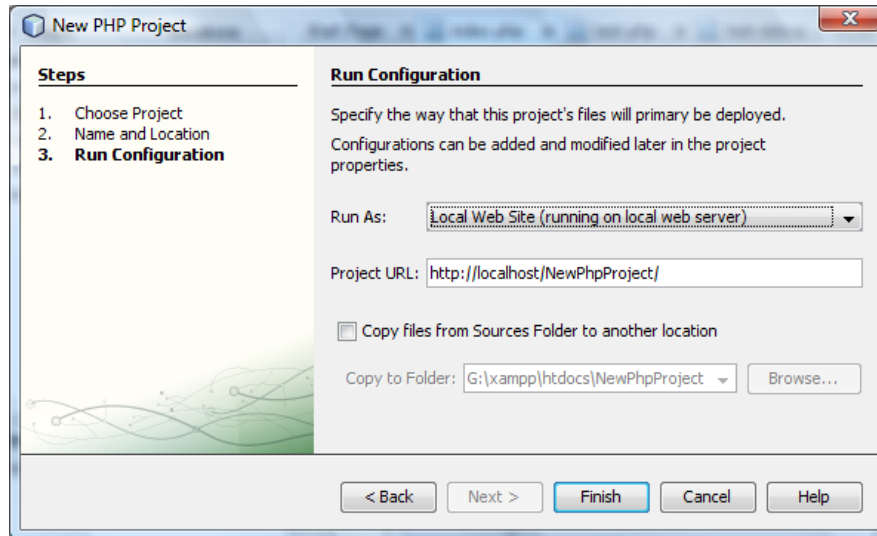 New PHP Project
Steps
1. Choose Project
2. Name and Location
3. Run Configuration
Run Configuration
Specify the way that this project's files will primary be deployed.
Configurations can be added and modified later in the project
properties.
Run As: Local Web Site (running on local web server)
Project URL: http://localhost/NewPhpProject/
Copy files from Sources Folder to another location
Copy to Folder: G:\xampp\htdocs\NewPhpProject Browse...
< Back Next > Finish Cancel Help